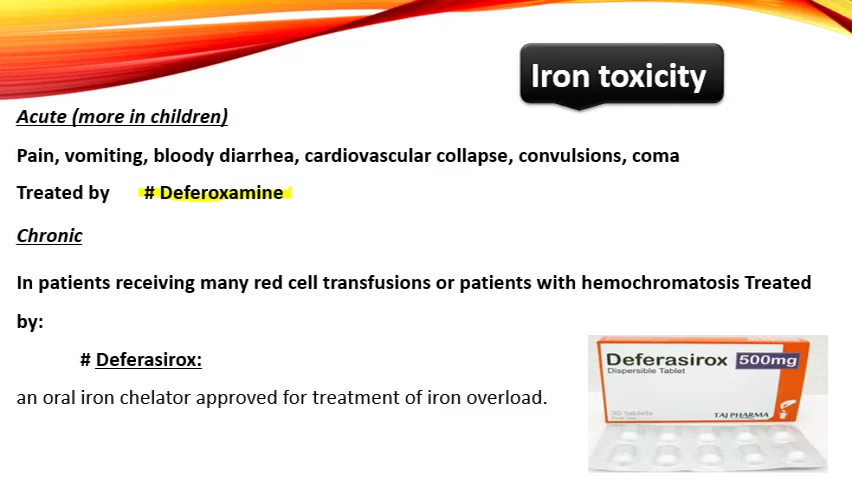 Iron toxicity
Acute (more in children)
Pain, vomiting, bloody diarrhea, cardiovascular collapse, convulsions, coma
Treated by # Deferoxamine
Chronic
In patients receiving many red cell transfusions or patients with hemochromatosis Treated
by:
# Deferasirox:
an oral iron chelator approved for treatment of iron overload.
Deferasirox 500mg
Dispersible Tablet
30 tablets
TAJ PHARMA